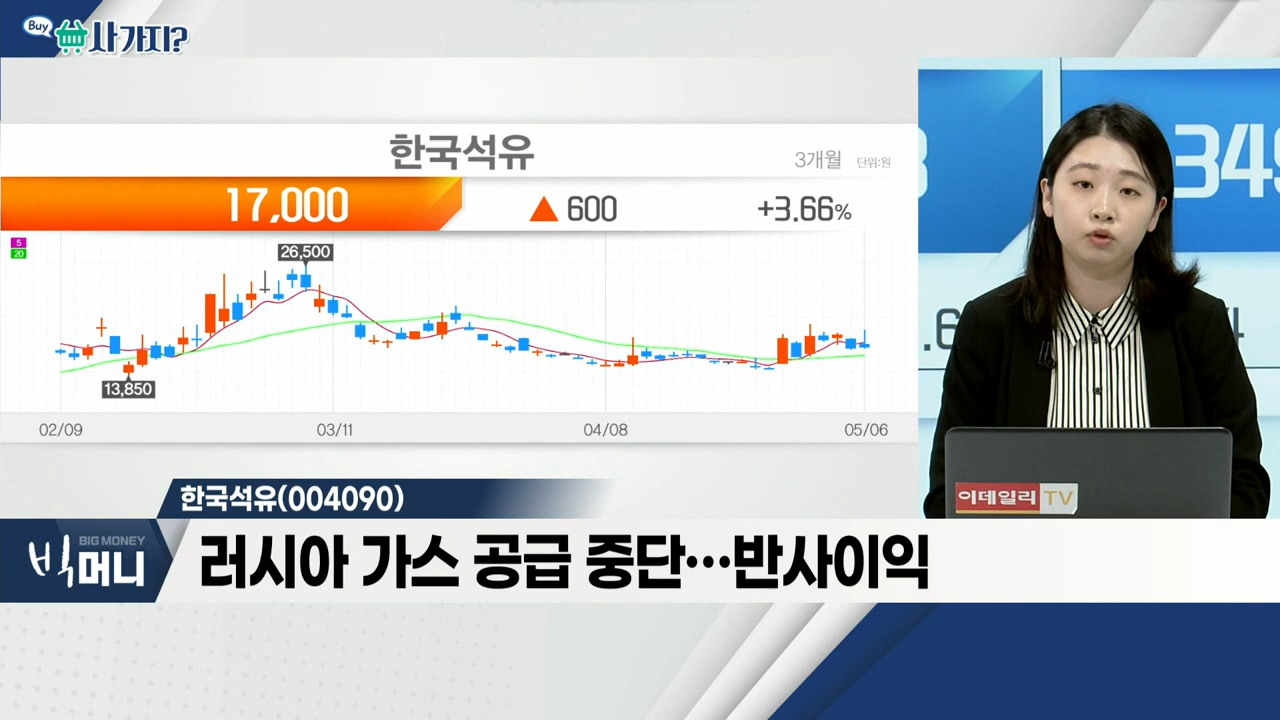 Buy
사가지?
한국석유
3개월 단위:원
17,000 ▲ 600 +3.66%
5
20
26,500
13,850
02/09 03/11 04/08 05/06
349
이데일리 TV
한국석유(004090)
BIG MONEY
빅머니
러시아 가스 공급 중단…반사이익